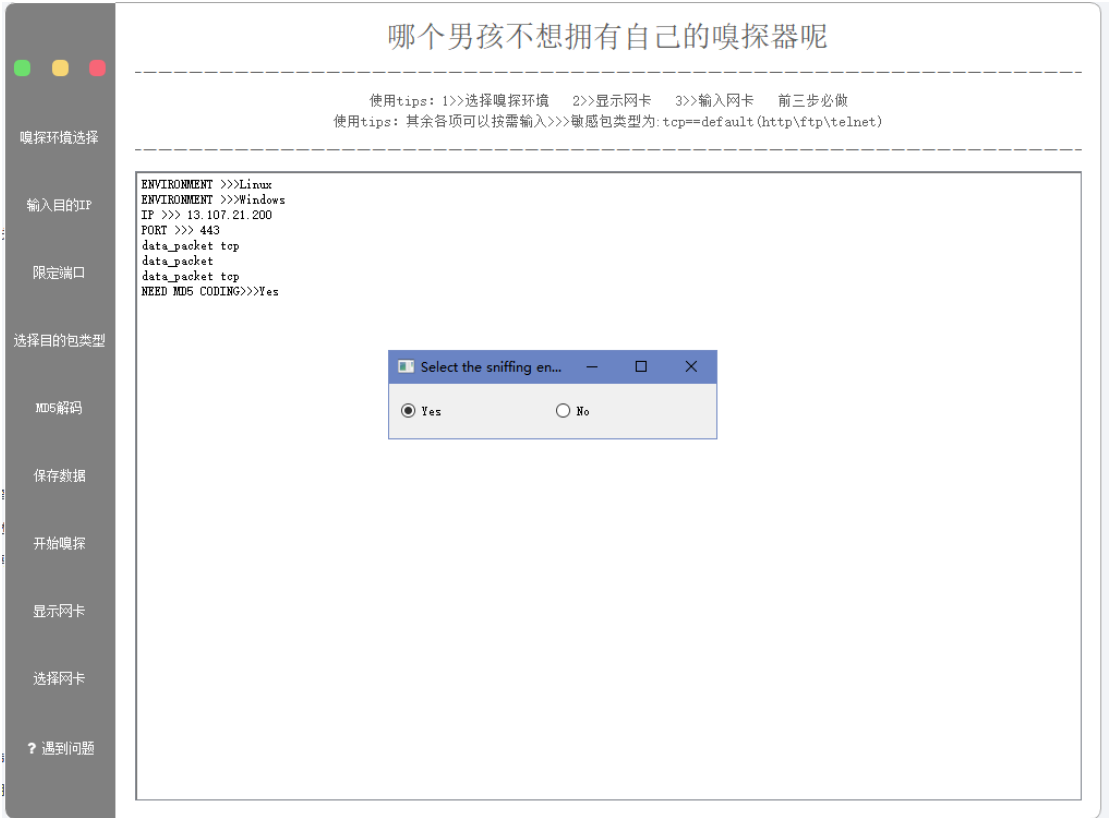 哪个男孩不想拥有自己的嗅探器呢
使用tips: 1>>选择嗅探环境 2>>显示网卡 3>>输入网卡 前三步必做
使用tips: 其余各项可以按需输入>>>敏感包类型为:tcp==default(http\ftp\telnet)
嗅探环境选择
输入目的IP
限定端口
选择目的包类型
MD5解码
保存数据
开始嗅探
显示网卡
选择网卡
? 遇到问题
ENVIRONMENT >>>Linux
ENVIRONMENT >>>Windows
IP >>> 13.107.21.200
PORT >>> 443
data_packet tcp
data_packet
data_packet tcp
NEED MD5 CODING>>>Yes
Select the sniffing en...
Yes No